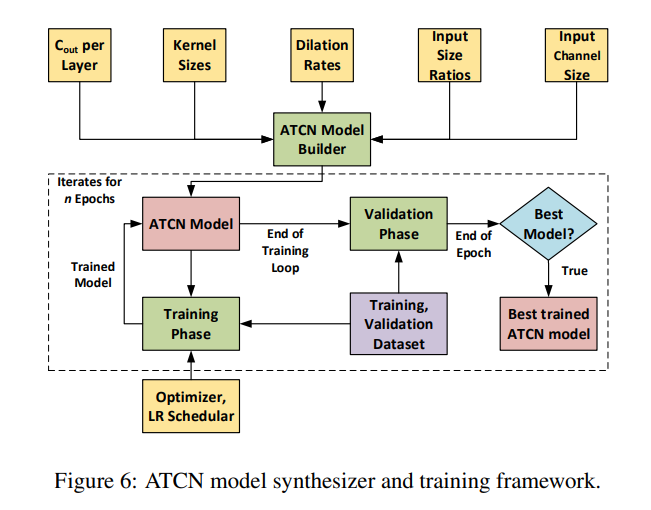 C_out per
Layer
Kernel
Sizes
Dilation
Rates
Input
Size
Ratios
Input
Channel
Size
ATCN Model
Builder
Iterates for
n Epochs
ATCN Model
End of
Training
Loop
Validation
Phase
End of
Epoch
Best
Model?
Trained
Model
True
Training
Phase
Training,
Validation
Dataset
Best trained
ATCN model
Optimizer,
LR Schedular
Figure 6: ATCN model synthesizer and training framework.